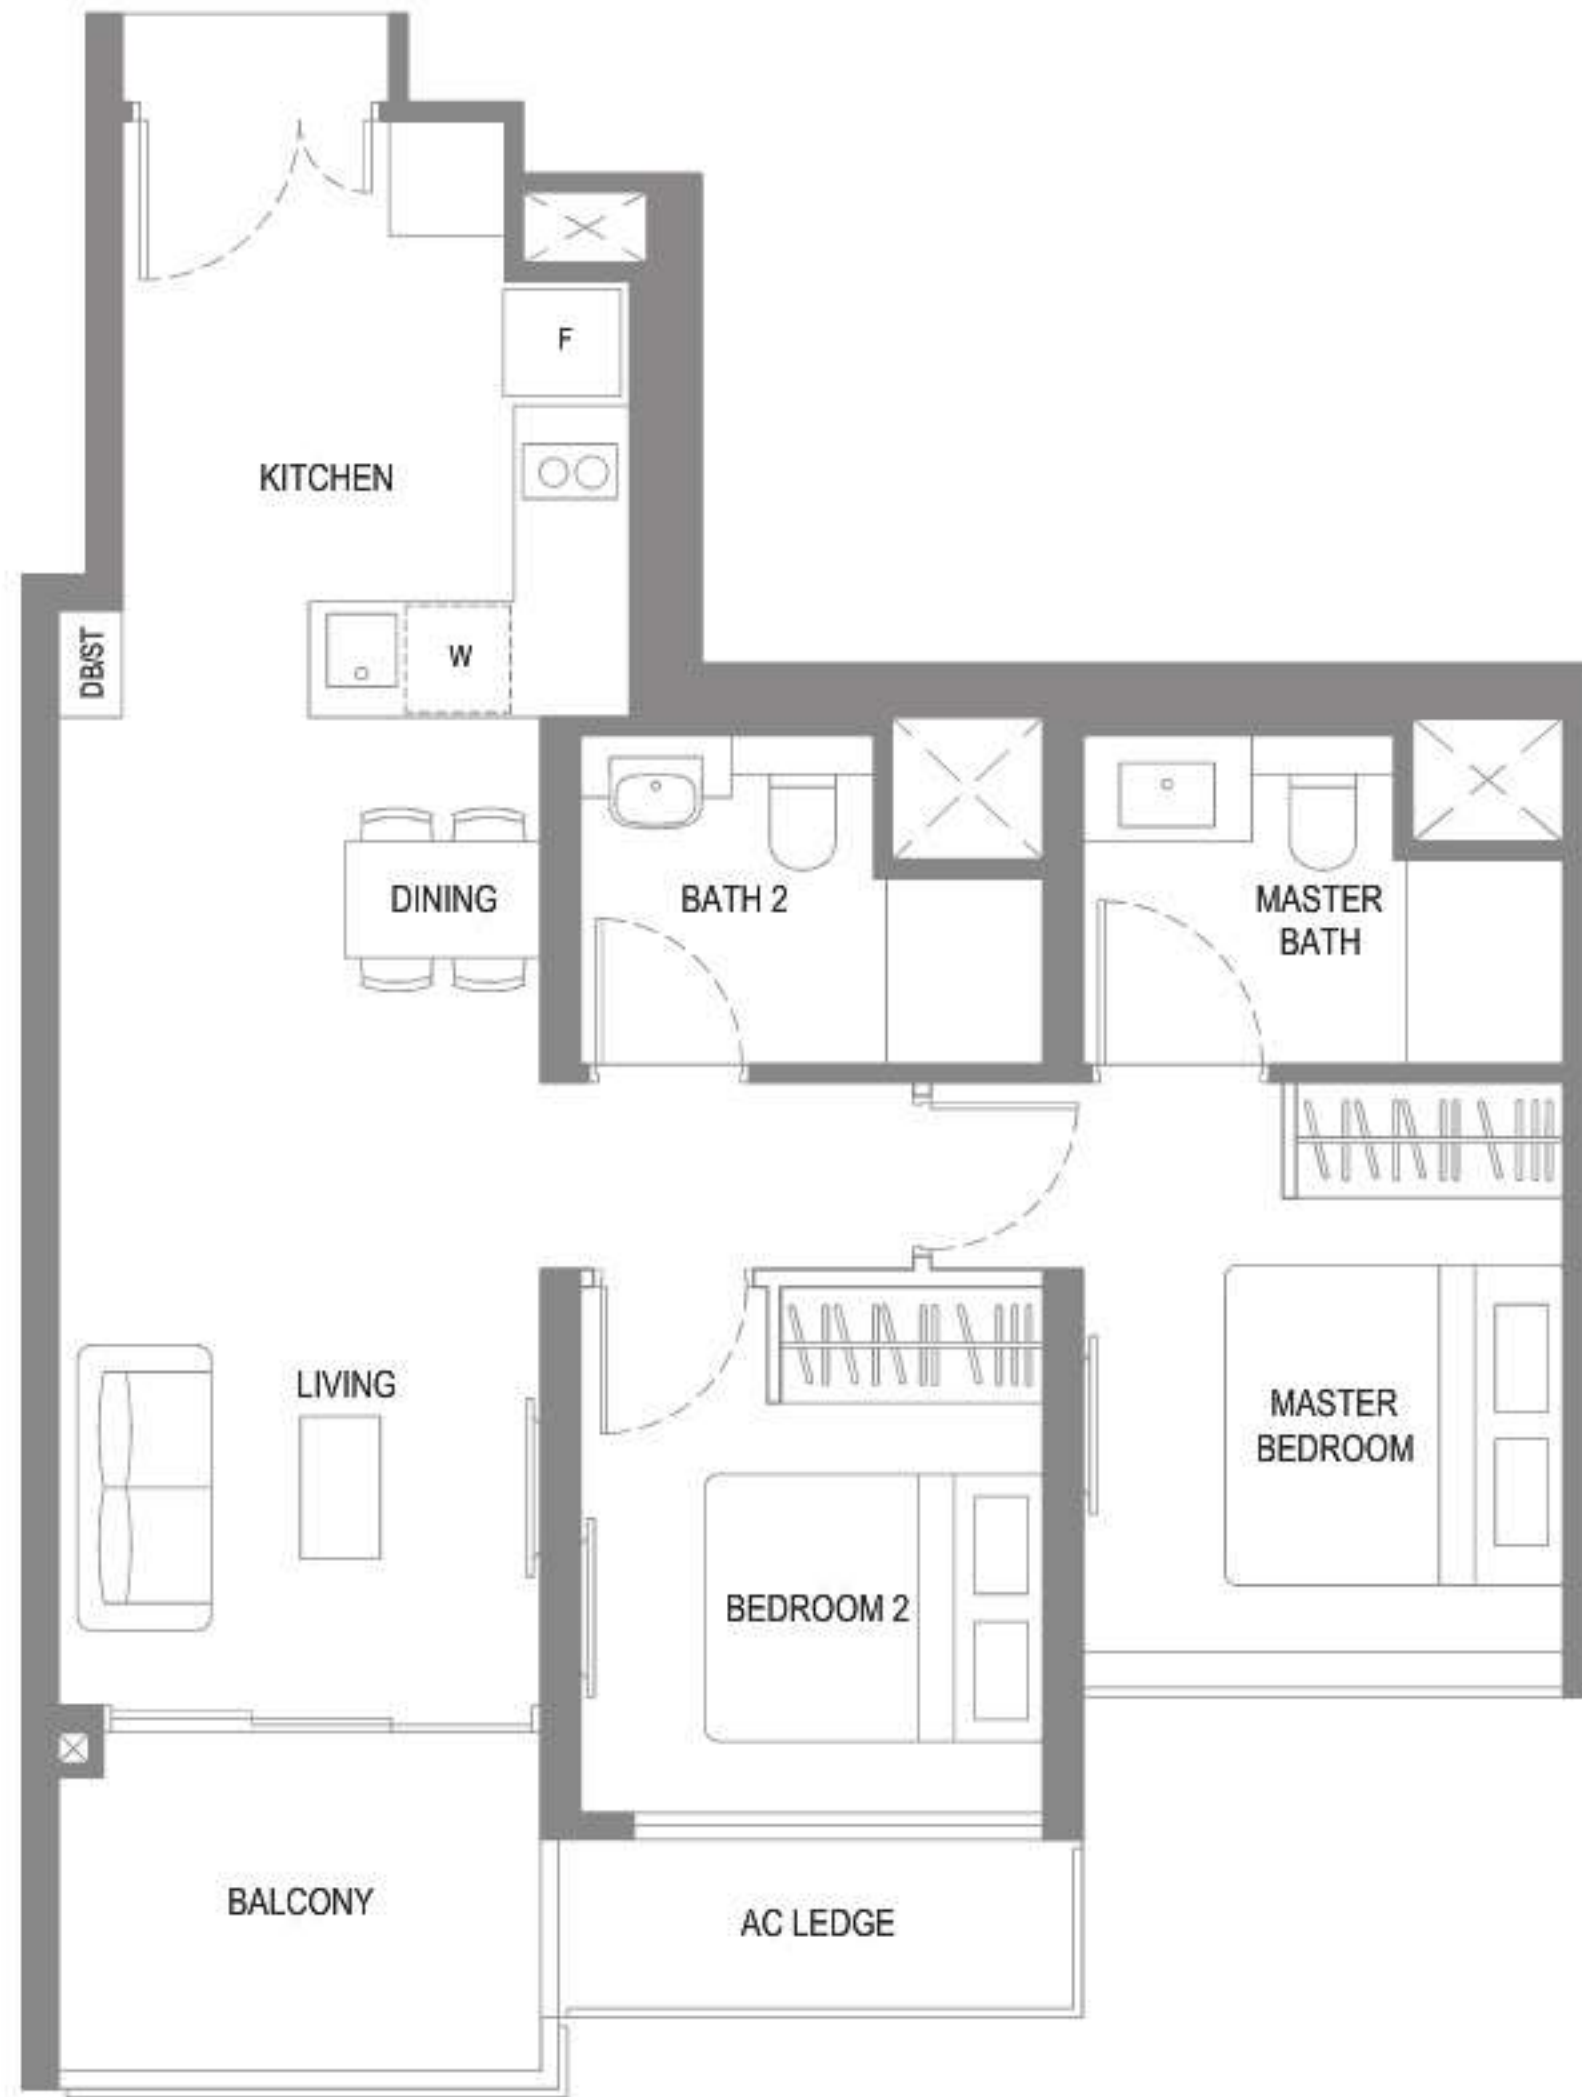 F
KITCHEN
DB/ST
W
DINING
BATH 2
MASTER
BATH
LIVING
MASTER
BEDROOM
BEDROOM 2
BALCONY
AC LEDGE